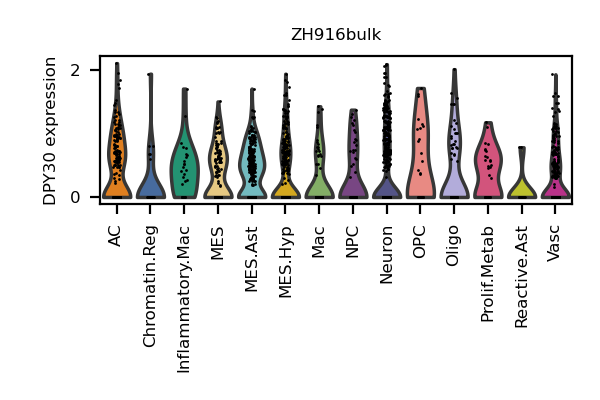 ZH916bulk
DPY30 expression
2
0
AC
Chromatin.Reg
Inflammatory.Mac
MES
MES.Ast
MES.Hyp
Mac
NPC
Neuron
OPC
Oligo
Prolif.Metab
Reactive.Ast
Vasc